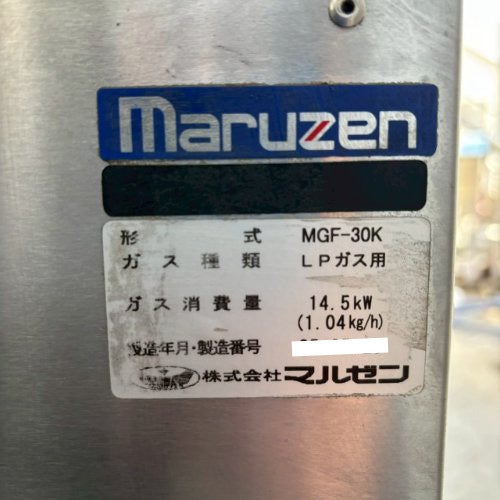 maruzen
形式 MGF-30K
ガス種類 LPガス用
ガス消費量 14.5kW
(1.04kg/h)
製造年月・製造番号
株式会社マルゼン